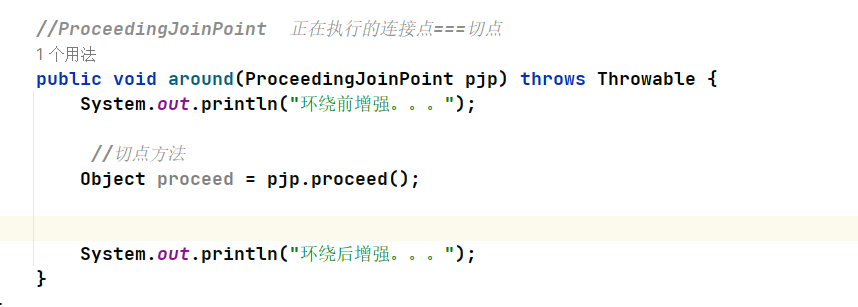 //ProceedingJoinPoint  正在执行的连接点===切点
1 个用法
public void around(ProceedingJoinPoint pjp) throws Throwable {
    System.out.println("环绕前增强。。。");
     //切点方法
    Object proceed = pjp.proceed();
    System.out.println("环绕后增强。。。");
}